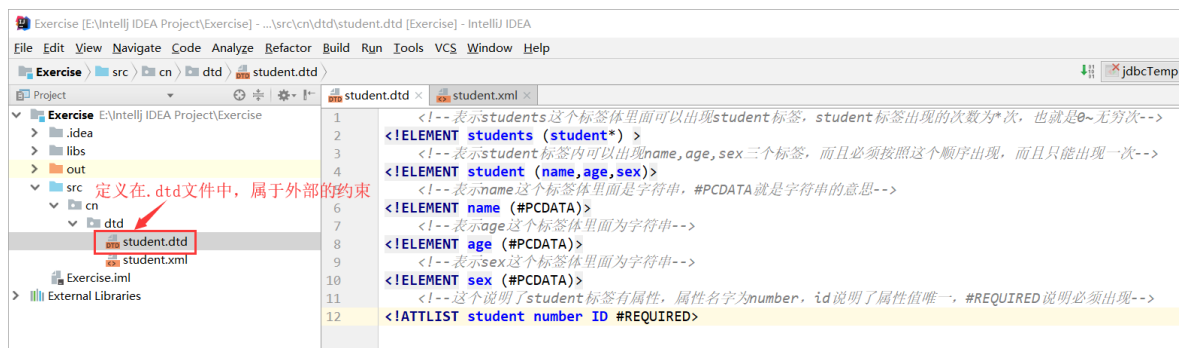 Exercise [E:\Intellj IDEA Project\Exercise] - ...\src\cn\dtd\student.dtd [Exercise] - IntelliJ IDEA
File Edit View Navigate Code Analyze Refactor Build Run Tools VCS Window Help
Exercise src cn dtd student.dtd jdbcTemp
Project student.dtd student.xml
Exercise E:\Intellj IDEA Project\Exercise
.idea
libs
out
src
定义在.dtd文件中，属于外部的约束
cn
dtd
student.dtd
student.xml
Exercise.iml
External Libraries
1 <!--表示students这个标签体里面可以出现student标签，student标签出现的次数为*次，也就是0~无穷次-->
2 <!ELEMENT students (student*) >
3 <!--表示student标签内可以出现name,age,sex三个标签，而且必须按照这个顺序出现，而且只能出现一次-->
4 <!ELEMENT student (name,age,sex)>
<!--表示name这个标签体里面是字符串，#PCDATA就是字符串的意思-->
6 <!ELEMENT name (#PCDATA)>
7 <!--表示age这个标签体里面为字符串-->
8 <!ELEMENT age (#PCDATA)>
9 <!--表示sex这个标签体里面为字符串-->
10 <!ELEMENT sex (#PCDATA)>
11 <!--这个说明了student标签有属性，属性名字为number，id说明了属性值唯一，#REQUIRED说明必须出现-->
12 <!ATTLIST student number ID #REQUIRED>